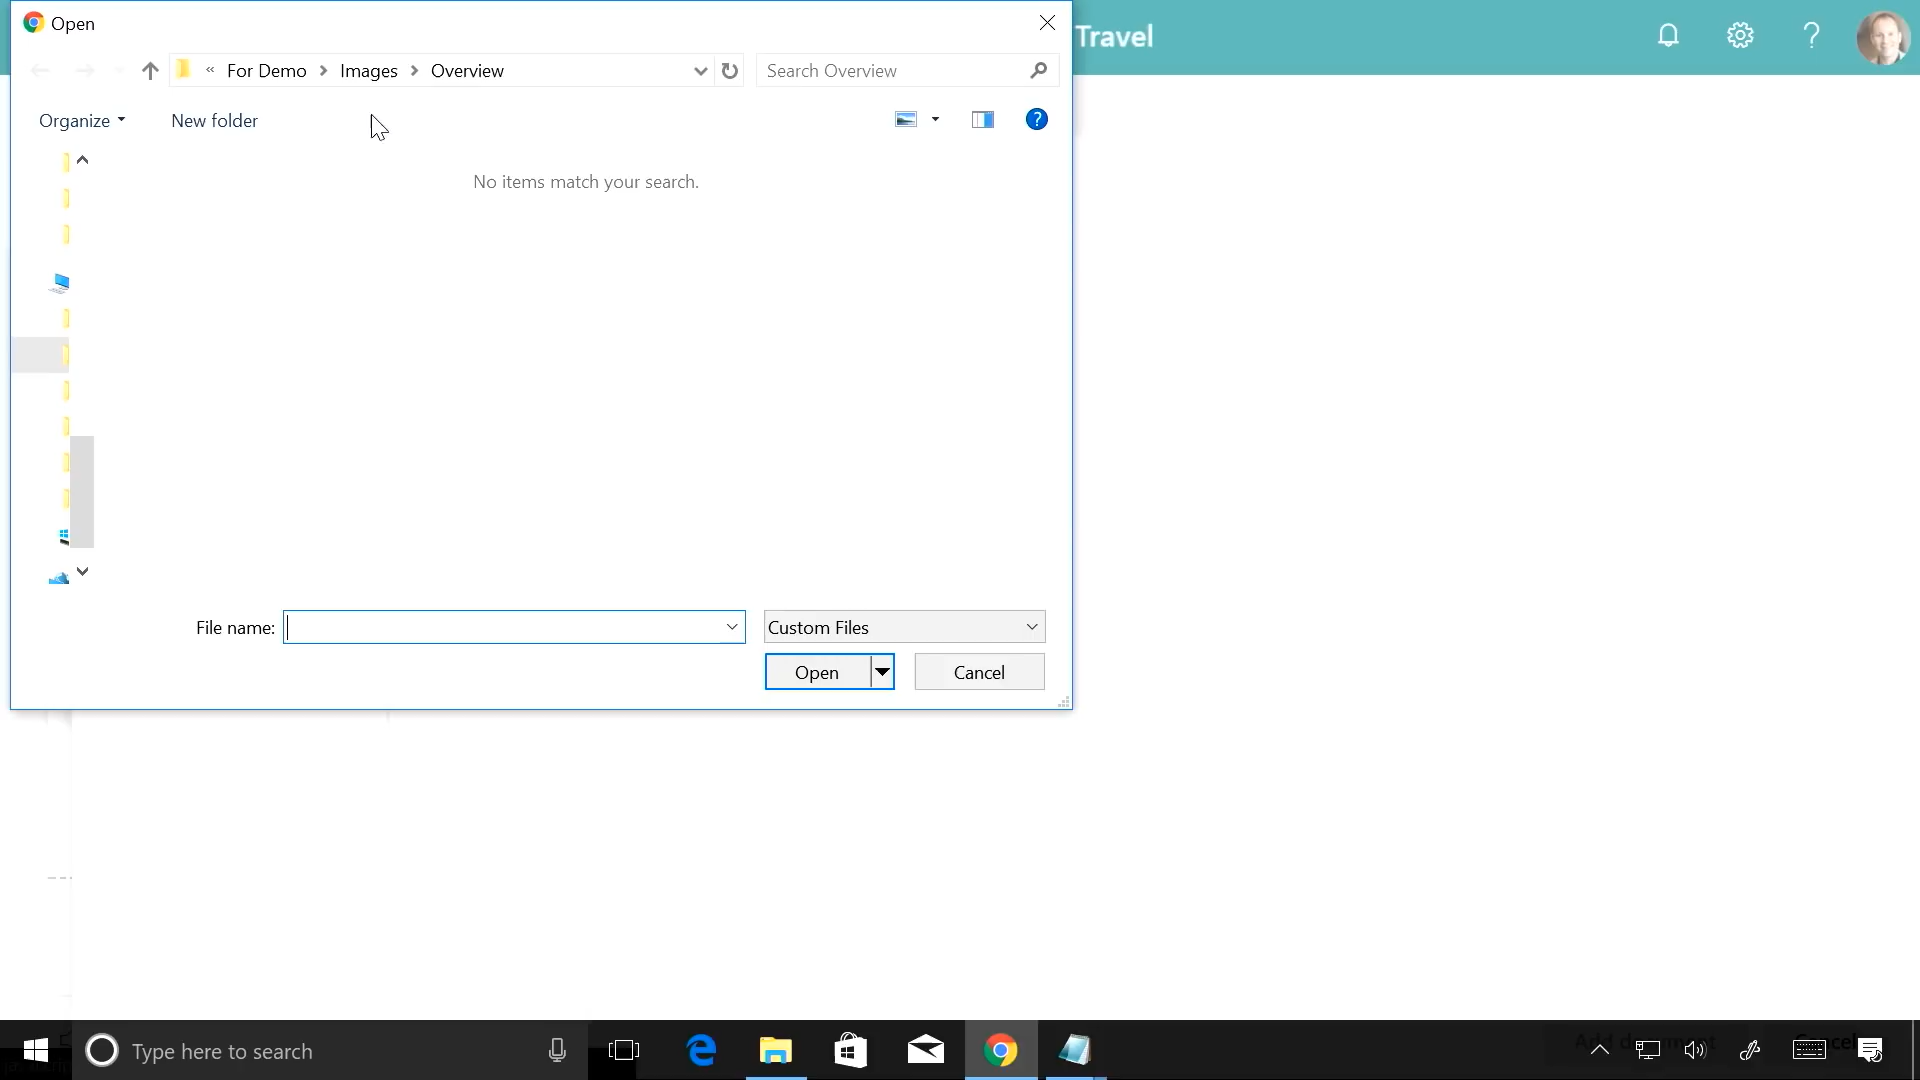 Open
Travel
« For Demo > Images > Overview
Search Overview
Organize
New folder
No items match your search.
File name:
Custom Files
Open
Cancel
Type here to search